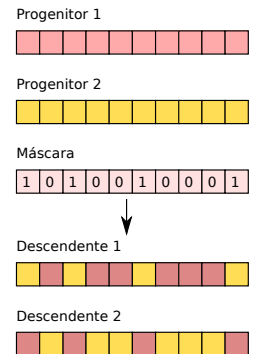 Progenitor 1
Progenitor 2
Máscara
1 0 1 0 0 1 0 0 0 1
Descendente 1
Descendente 2